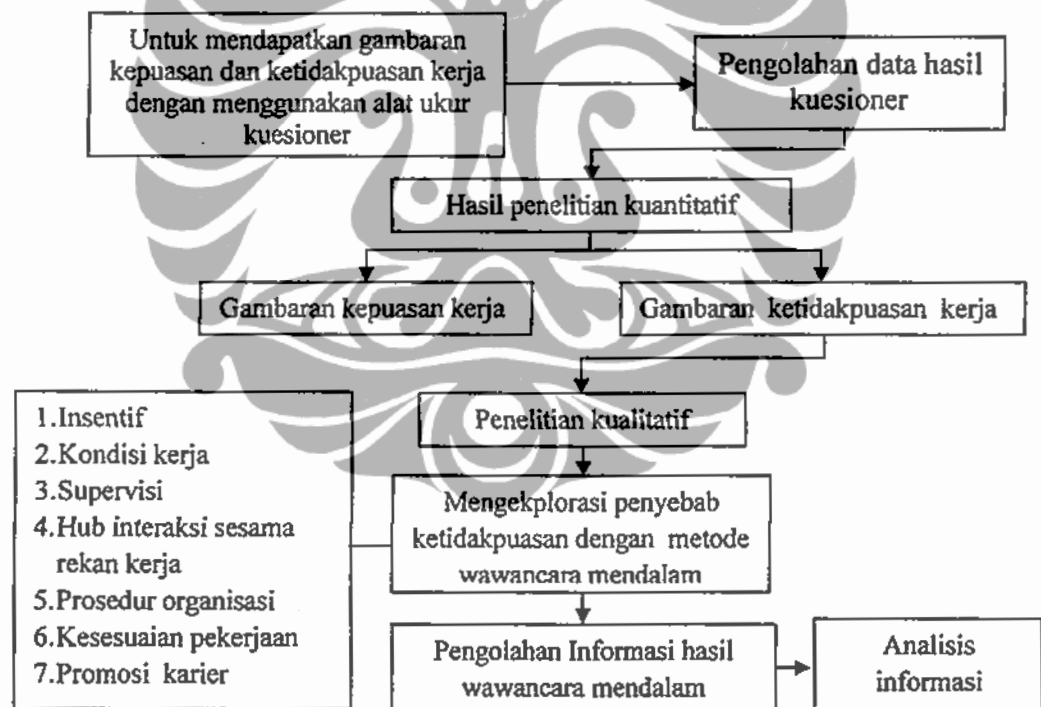 Untuk mendapatkan gambaran
kepuasan dan ketidakpuasan kerja
dengan menggunakan alat ukur
kuesioner
Pengolahan data hasil
kuesioner
Hasil penelitian kuantitatif
Gambaran kepuasan kerja
Gambaran ketidakpuasan kerja
Penelitian kualitatif
1.Insentif
2.Kondisi kerja
3.Supervisi
4.Hub interaksi sesama
rekan kerja
5.Prosedur organisasi
6.Kesesuaian pekerjaan
7.Promosi karier
Mengekplorasi penyebab
ketidakpuasan dengan metode
wawancara mendalam
Pengolahan Informasi hasil
wawancara mendalam
Analisis
informasi